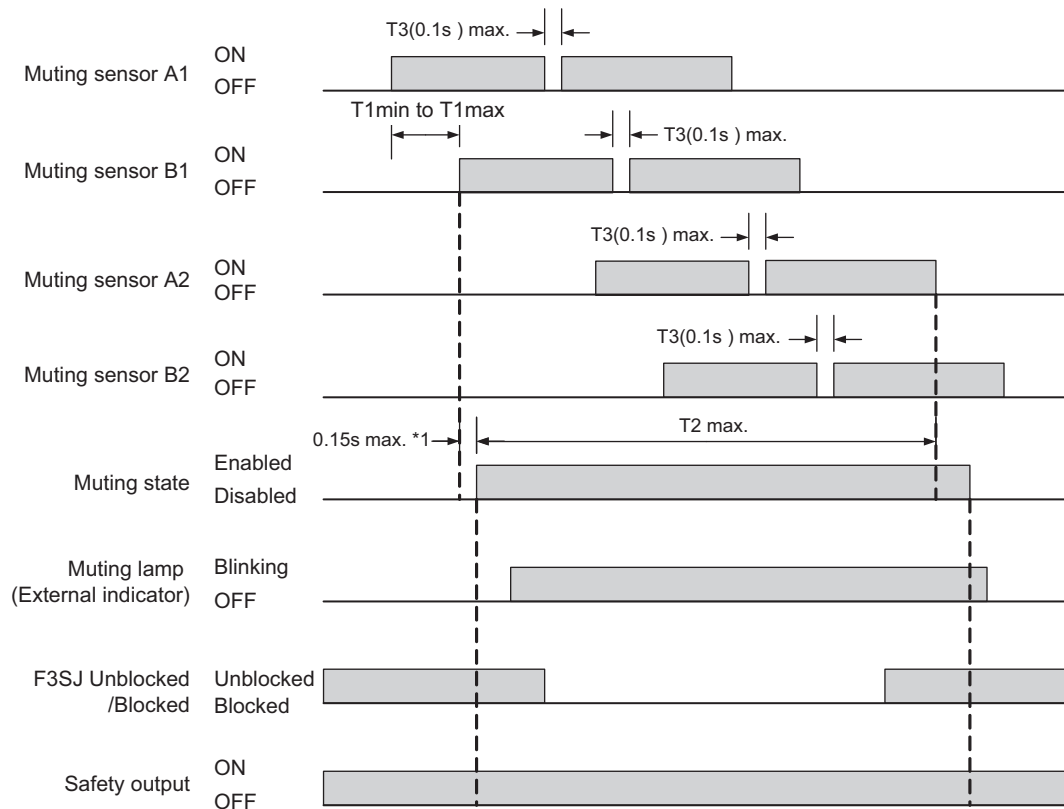 T3(0.1s ) max.
Muting sensor A1
ON
OFF
T1min to T1max
T3(0.1s ) max.
Muting sensor B1
ON
OFF
T3(0.1s ) max.
Muting sensor A2
ON
OFF
T3(0.1s ) max.
Muting sensor B2
ON
OFF
0.15s max. *1
T2 max.
Muting state
Enabled
Disabled
Muting lamp
(External indicator)
Blinking
OFF
F3SJ Unblocked
/Blocked
Unblocked
Blocked
Safety output
ON
OFF